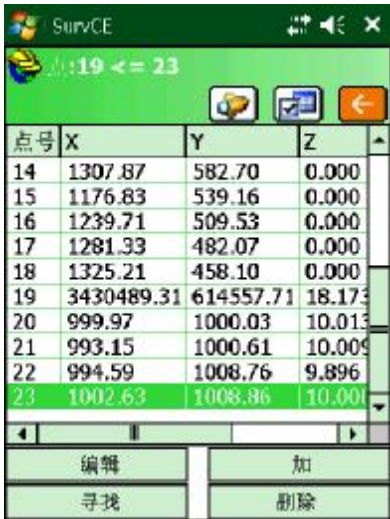 SurvCE
点:19 <= 23
点号 X Y Z
14 1307.87 582.70 0.000
15 1176.83 539.16 0.000
16 1239.71 509.53 0.000
17 1281.33 482.07 0.000
18 1325.21 458.10 0.000
19 3430489.31 614557.71 18.173
20 999.97 1000.03 10.013
21 993.15 1000.61 10.009
22 994.59 1008.76 9.896
23 1002.63 1008.86 10.00
编辑 加
寻找 删除